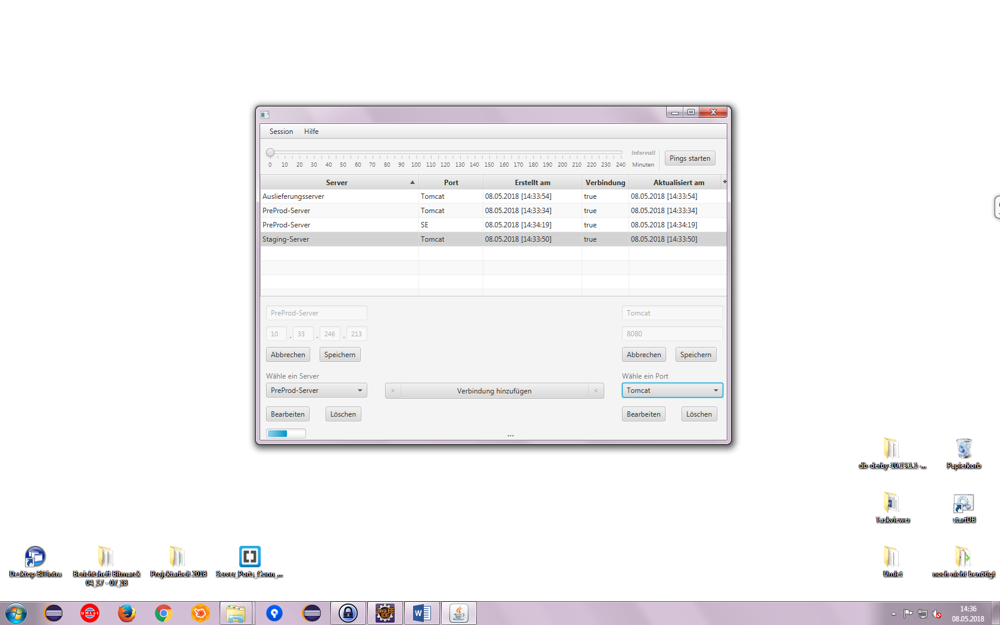 Session Hilfe
Intervall
0 10 20 30 40 50 60 70 80 90 100 110 120 130 140 150 160 170 180 190 200 210 220 230 240 Minuten
Pings starten
Server Port Erstellt am Verbindung Aktualisiert am +
Auslieferungsserver Tomcat 08.05.2018 [14:33:54] true 08.05.2018 [14:33:54]
PreProd-Server Tomcat 08.05.2018 [14:33:34] true 08.05.2018 [14:33:34]
PreProd-Server SE 08.05.2018 [14:34:19] true 08.05.2018 [14:34:19]
Staging-Server Tomcat 08.05.2018 [14:33:50] true 08.05.2018 [14:33:50]
PreProd-Server Tomcat
10 . 33 . 246 . 213 8080
Abbrechen Speichern Abbrechen Speichern
Wähle ein Server Wähle ein Port
PreProd-Server > Verbindung hinzufügen < Tomcat
Bearbeiten Löschen Bearbeiten Löschen
...
db-derby-10.13.1.1-... Papierkorb
Taskviewer startDB
Desktop BITintra Berichtsheft Bitmarck 04_17 - 07_18 Projektarbeit 2018 Server_Ports_Conn_... Umlet noch nicht benötigt
UMLet
Java EE
IDE
W
14:36
08.05.2018